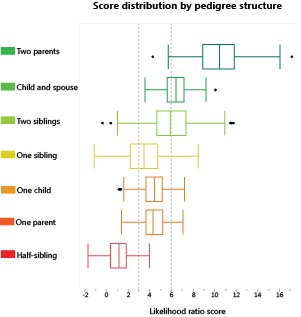 Score distribution by pedigree structure
Two parents
Child and spouse
Two siblings
One sibling
One child
One parent
Half-sibling
-2 0 2 4 6 8 10 12 14 16
Likelihood ratio score